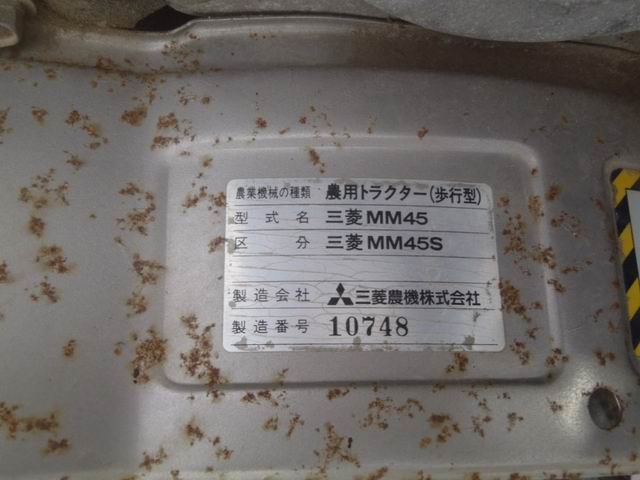 農業機械の種類 農用トラクター(歩行型)
型式名 三菱MM45
区分 三菱MM45S
製造会社 三菱農機株式会社
製造番号 10748